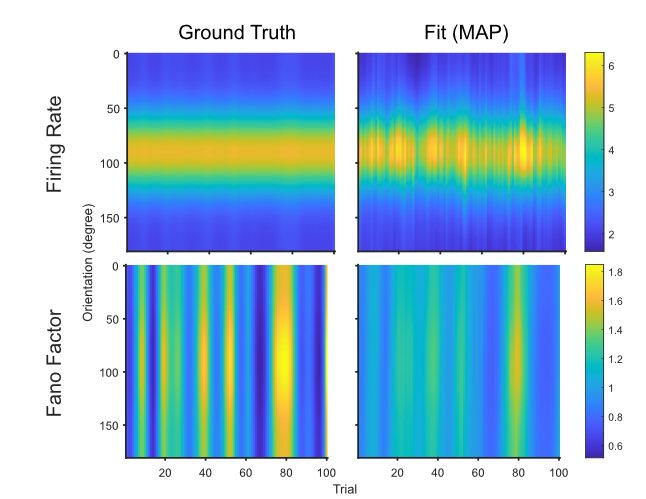 Ground Truth
Fit (MAP)
Firing Rate
0
50
100
150
6
5
4
3
2
Orientation (degree)
Fano Factor
0
50
100
150
1.8
1.6
1.4
1.2
1
0.8
0.6
20 40 60 80 100
20 40 60 80 100
Trial